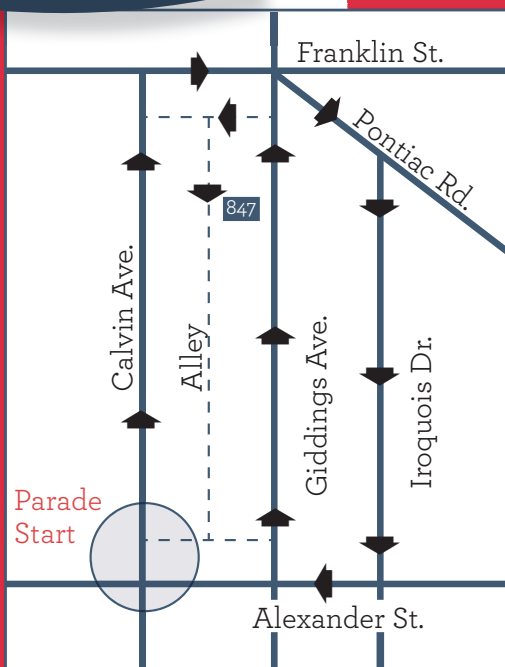 Franklin St.
Pontiac Rd.
847
Calvin Ave.
Alley
Giddings Ave.
Iroquois Dr.
Parade
Start
Alexander St.